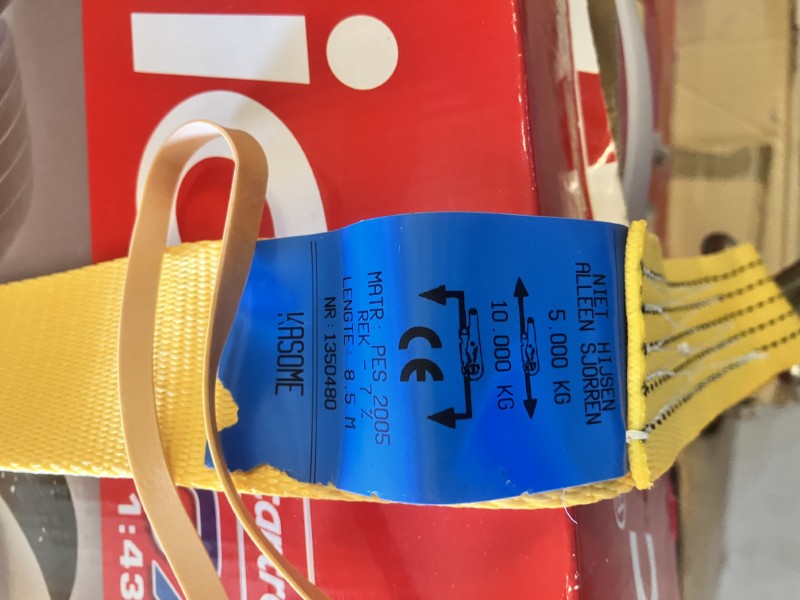 NIET HIJSEN
ALLEEN SJORREN
5.000 KG
10.000 KG
CE
MATR: PES 2005
REK - 7 %
LENGTE: 8.5 M
NR: 1350480
KASOME
1:43